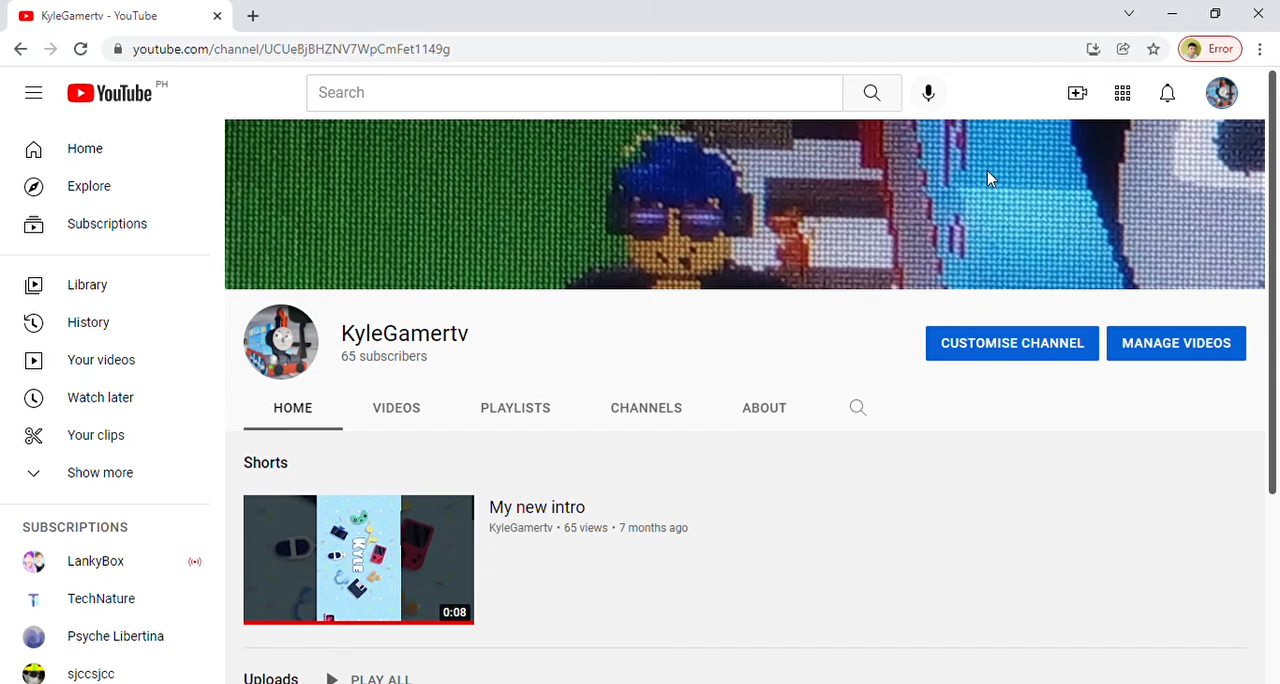 KyleGamertv - YouTube
youtube.com/channel/UCUeBjBHZNV7WpCmFet1149g
Error
YouTube PH
Search
Home
Explore
Subscriptions
Library
History
Your videos
Watch later
Your clips
Show more
SUBSCRIPTIONS
LankyBox
TechNature
Psyche Libertina
sjccsjcc
KyleGamertv
65 subscribers
CUSTOMISE CHANNEL
MANAGE VIDEOS
HOME VIDEOS PLAYLISTS CHANNELS ABOUT
Shorts
KYLE
0:08
My new intro
KyleGamertv • 65 views • 7 months ago
Uploads PLAY ALL